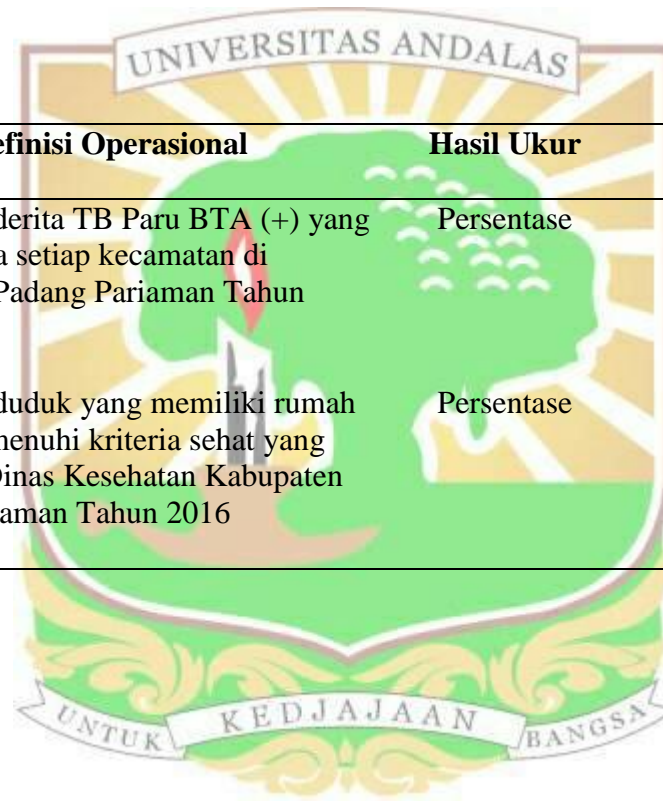 UNIVERSITAS ANDALAS
efinisi Operasional Hasil Ukur
derita TB Paru BTA (+) yang Persentase
a setiap kecamatan di
Padang Pariaman Tahun
duduk yang memiliki rumah Persentase
nenuhi kriteria sehat yang
Dinas Kesehatan Kabupaten
aman Tahun 2016
UNTUK KEDJAJAAN BANGSA